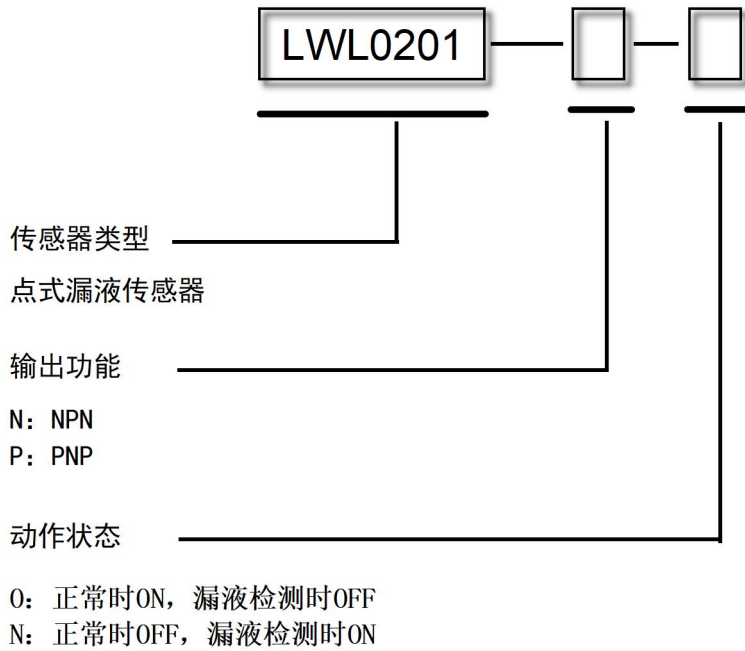 LWL0201
传感器类型
点式漏液传感器
输出功能
N：NPN
P：PNP
动作状态
O：正常时ON，漏液检测时OFF
N：正常时OFF，漏液检测时ON